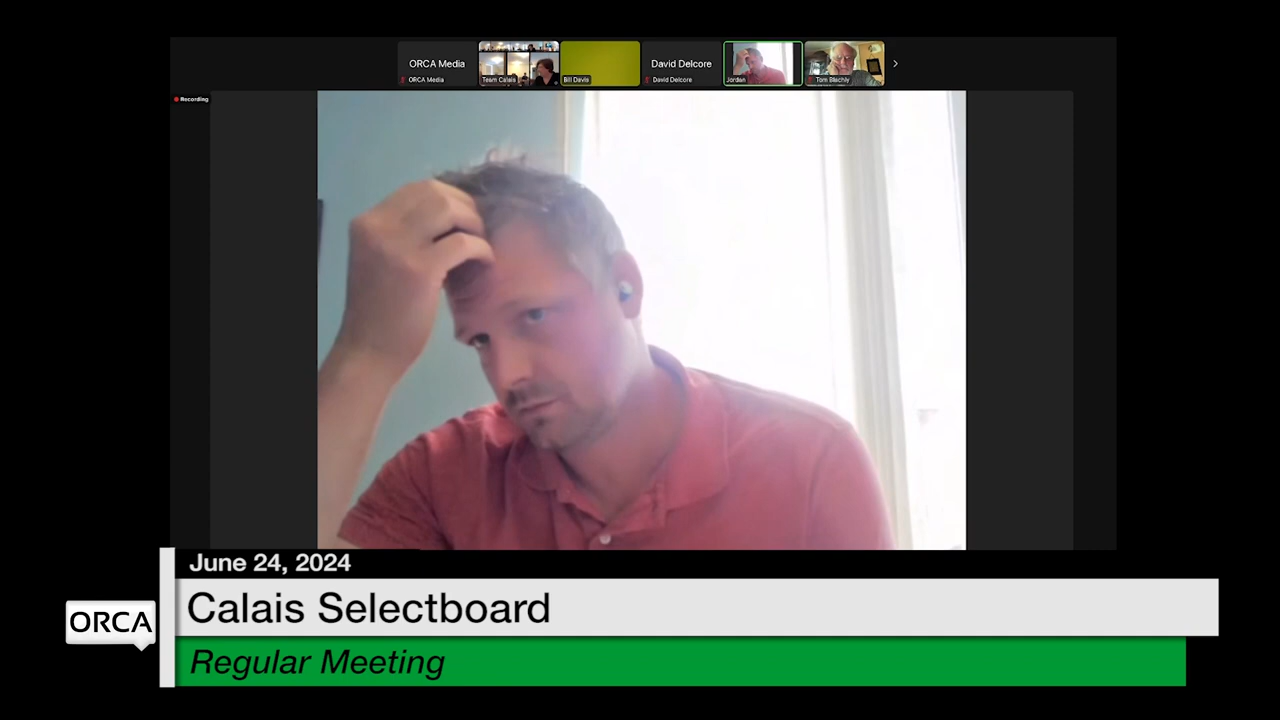 ORCA Media
David Delcore
ORCA Media
Team Calais
Bill Davis
David Delcore
Jordan
Tom Blachly
Recording
June 24, 2024
Calais Selectboard
ORCA
Regular Meeting